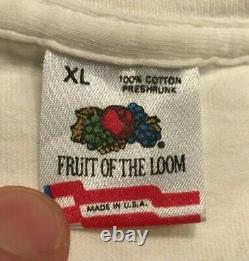 XL
100% COTTON
PRESHRUNK
®
FRUIT OF THE LOOM
MADE IN U.S.A.